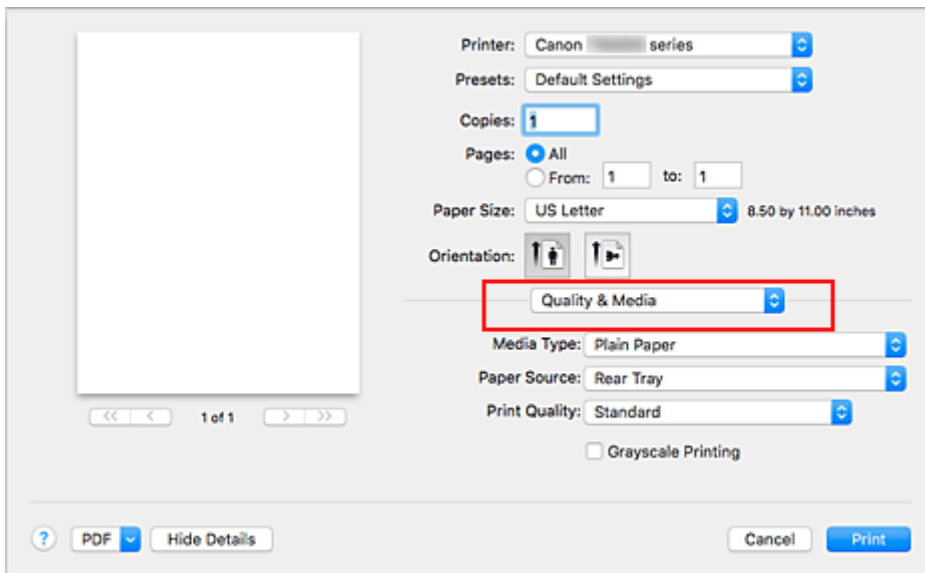 Printer: Canon series
Presets: Default Settings
Copies: 1
Pages: All
From: 1 to: 1
Paper Size: US Letter 8.50 by 11.00 inches
Orientation:
Quality & Media
Media Type: Plain Paper
Paper Source: Rear Tray
Print Quality: Standard
Grayscale Printing
<< < 1 of 1 > >>
? PDF Hide Details Cancel Print